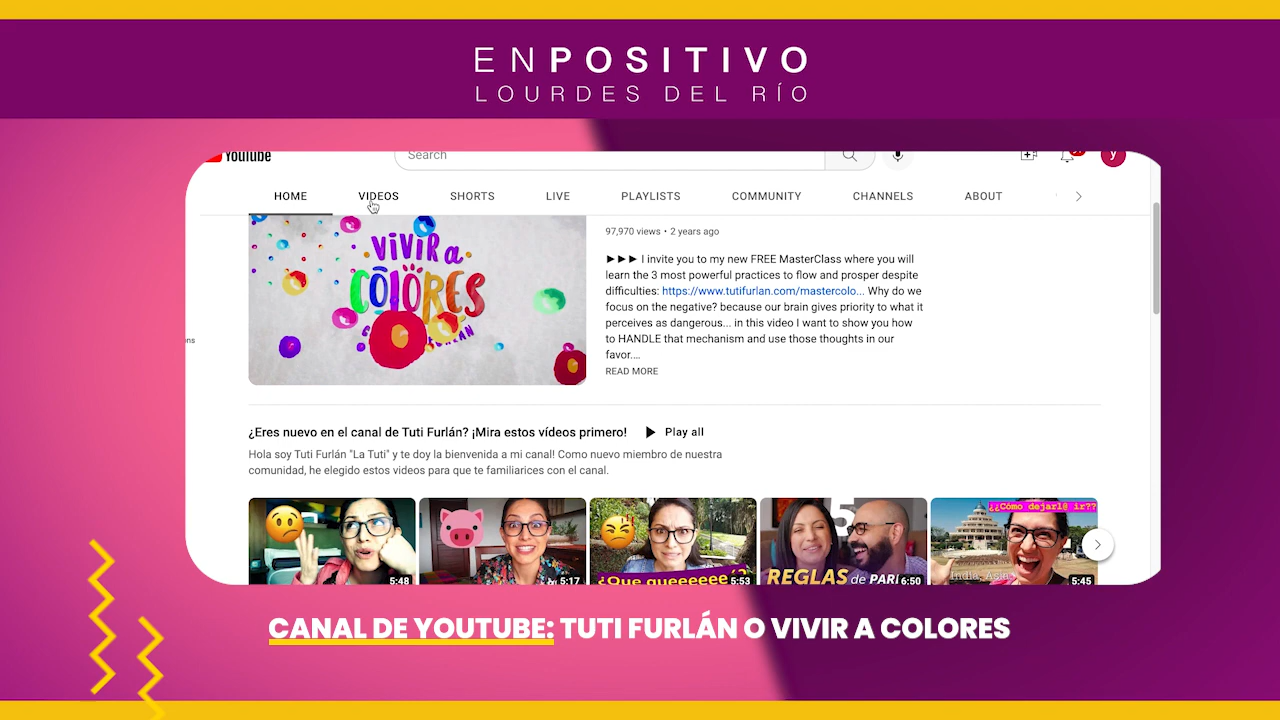 ENPOSITIVO
LOURDES DEL RÍO
YouTube
Search
y
HOME
VIDEOS
SHORTS
LIVE
PLAYLISTS
COMMUNITY
CHANNELS
ABOUT
VIVIR a
COLORES
97,970 views • 2 years ago
►►► I invite you to my new FREE MasterClass where you will
learn the 3 most powerful practices to flow and prosper despite
difficulties: https://www.tutifurlan.com/mastercolo... Why do we
focus on the negative? because our brain gives priority to what it
perceives as dangerous... in this video I want to show you how
to HANDLE that mechanism and use those thoughts in our
favor....
READ MORE
¿Eres nuevo en el canal de Tuti Furlán? ¡Mira estos vídeos primero!
Play all
Hola soy Tuti Furlán "La Tuti" y te doy la bienvenida a mi canal! Como nuevo miembro de nuestra
comunidad, he elegido estos videos para que te familiarices con el canal.
5:48
5:17
¿Que queeeeee
5:53
5
REGLAS de PARE
6:50
¿¿Cómo dejarl@ ir??
India, Asia
5:45
CANAL DE YOUTUBE: TUTI FURLÁN O VIVIR A COLORES